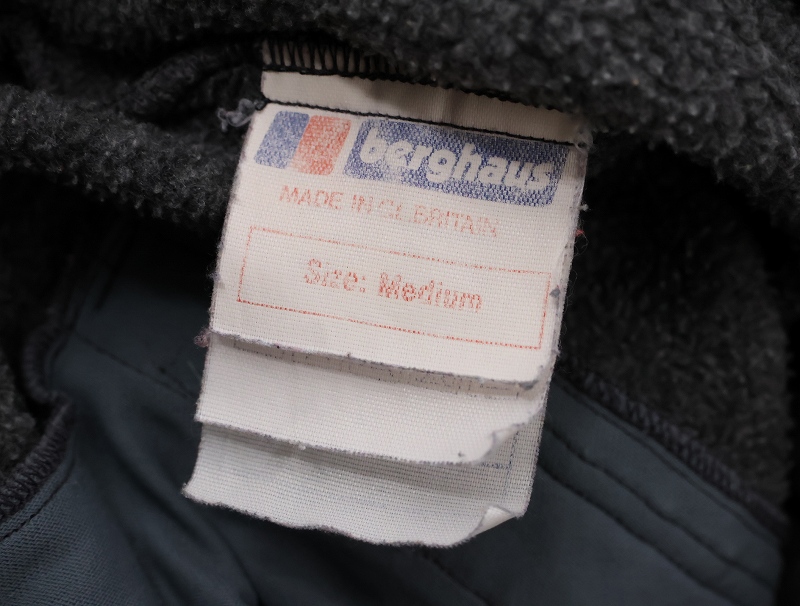 berghaus
MADE IN GT. BRITAIN
Size: Medium